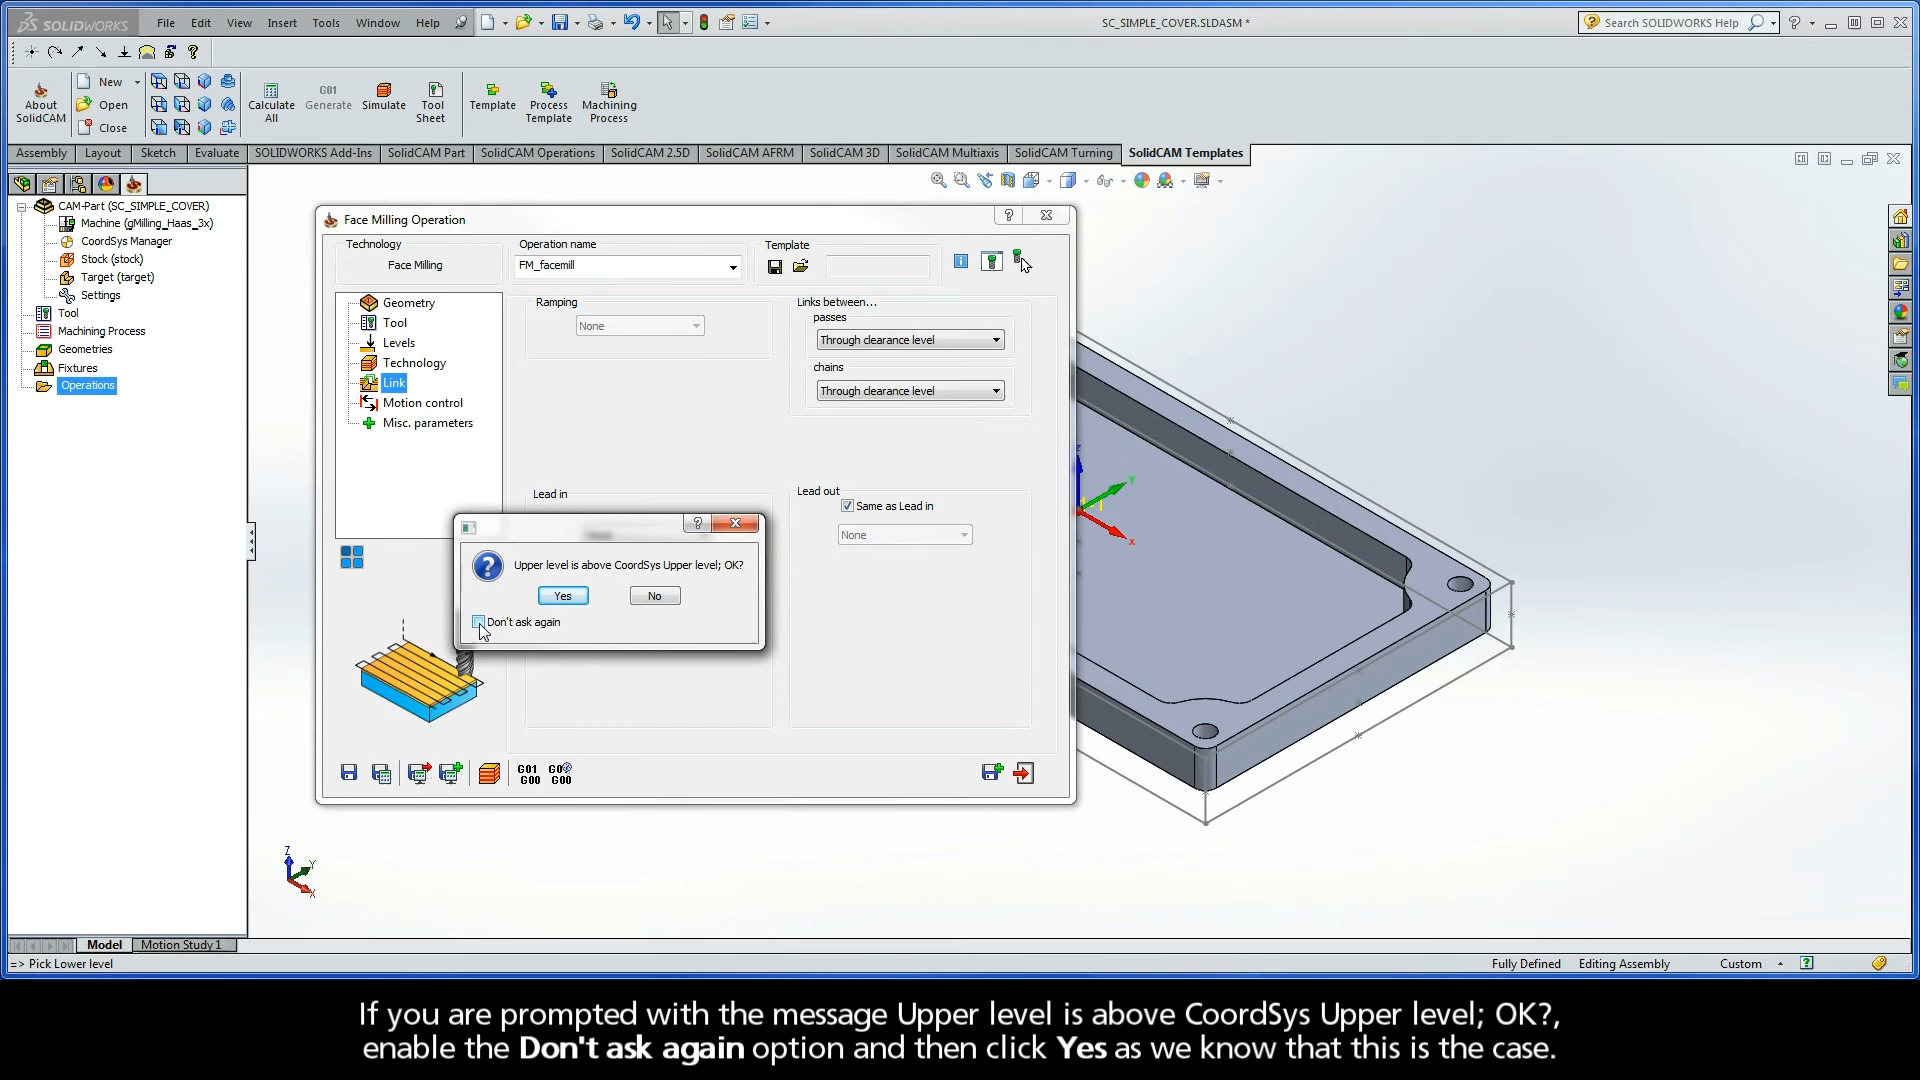 SOLIDWORKS File Edit View Insert Tools Window Help SC_SIMPLE_COVER.SLDASM * Search SOLIDWORKS Help
About SolidCAM
New
Open
Close
Calculate All
G01 Generate
Simulate
Tool Sheet
Template
Process Template
Machining Process
Assembly Layout Sketch Evaluate SOLIDWORKS Add-Ins SolidCAM Part SolidCAM Operations SolidCAM 2.5D SolidCAM AFRM SolidCAM 3D SolidCAM Multiaxis SolidCAM Turning SolidCAM Templates
CAM-Part (SC_SIMPLE_COVER)
Machine (gMilling_Haas_3x)
CoordSys Manager
Stock (stock)
Target (target)
Settings
Tool
Machining Process
Geometries
Fixtures
Operations
Face Milling Operation
Technology
Face Milling
Operation name
FM_facemill
Template
Geometry
Tool
Levels
Technology
Link
Motion control
Misc. parameters
Ramping
None
Links between...
passes
Through clearance level
chains
Through clearance level
Lead in
Lead out
Same as Lead in
None
Upper level is above CoordSys Upper level; OK?
Yes No
Don't ask again
G01 G00
G00
Z
Y
X
Z
Y
X
Model Motion Study 1
=> Pick Lower level Fully Defined Editing Assembly Custom
If you are prompted with the message Upper level is above CoordSys Upper level; OK?,
enable the Don't ask again option and then click Yes as we know that this is the case.